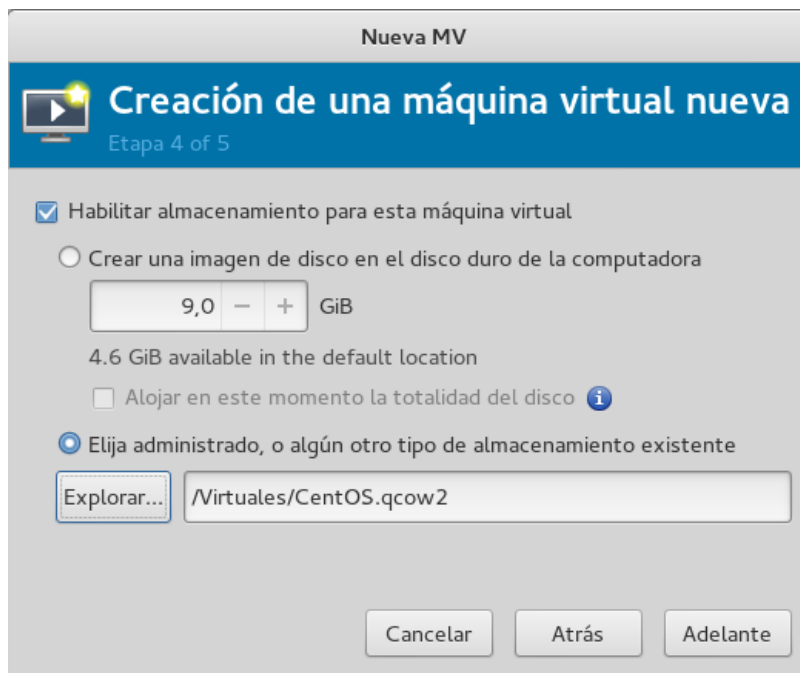 Nueva MV
Creación de una máquina virtual nueva
Etapa 4 of 5
Habilitar almacenamiento para esta máquina virtual
Crear una imagen de disco en el disco duro de la computadora
9,0 − + GiB
4.6 GiB available in the default location
Alojar en este momento la totalidad del disco
Elija administrado, o algún otro tipo de almacenamiento existente
Explorar... /Virtuales/CentOS.qcow2
Cancelar Atrás Adelante